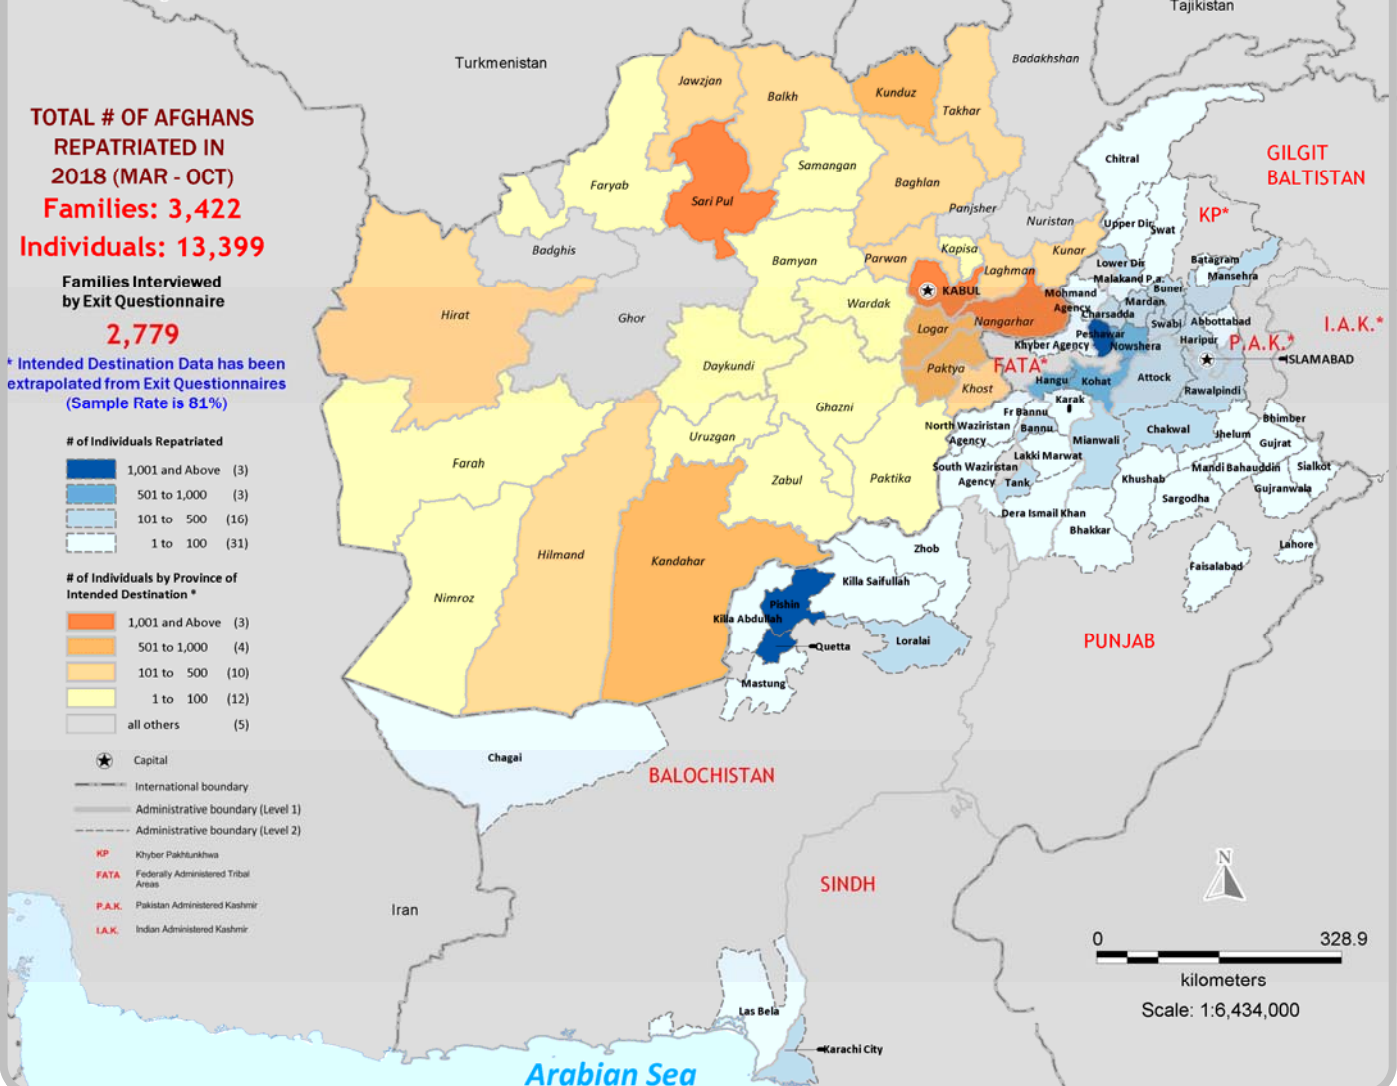 Tajikistan
Turkmenistan
Badakhshan
TOTAL # OF AFGHANS
REPATRIATED IN
2018 (MAR - OCT)
Families: 3,422
Individuals: 13,399
Families Interviewed
by Exit Questionnaire
2,779
* Intended Destination Data has been
extrapolated from Exit Questionnaires
(Sample Rate is 81%)
# of Individuals Repatriated
1,001 and Above (3)
501 to 1,000 (3)
101 to 500 (16)
1 to 100 (31)
# of Individuals by Province of
Intended Destination *
1,001 and Above (3)
501 to 1,000 (4)
101 to 500 (10)
1 to 100 (12)
all others (5)
Capital
International boundary
Administrative boundary (Level 1)
Administrative boundary (Level 2)
KP Khyber Pakhtunkhwa
FATA Federally Administered Tribal
Areas
P.A.K. Pakistan Administered Kashmir
I.A.K. Indian Administered Kashmir
Jawzjan
Balkh
Kunduz
Takhar
Faryab
Sari Pul
Samangan
Baghlan
Panjsher
Nuristan
Badghis
Bamyan
Parwan
Kapisa
Laghman
Kunar
KABUL
Hirat
Ghor
Wardak
Logar
Nangarhar
Daykundi
Paktya
Khost
Ghazni
Uruzgan
Farah
Zabul
Paktika
Hilmand
Kandahar
Nimroz
Chitral
GILGIT
BALTISTAN
KP*
Upper Dir
Swat
Lower Dir
Batagram
Malakand P.a.
Mansehra
Buner
Mohmand
Agency
Mardan
Charsadda
Swabi
Abbottabad
I.A.K.*
Peshawar
Khyber Agency
Nowshera
Haripur
P.A.K.*
ISLAMABAD
FATA*
Hangu
Kohat
Attock
Rawalpindi
Karak
Fr Bannu
North Waziristan
Agency
Bannu
Mianwali
Chakwal
Jhelum
Bhimber
Gujrat
Lakki Marwat
South Waziristan
Agency
Tank
Khushab
Mandi Bahauddin
Sialkot
Sargodha
Gujranwala
Dera Ismail Khan
Bhakkar
Lahore
Faisalabad
Zhob
Killa Saifullah
Pishin
Killa Abdullah
Quetta
Loralai
Mastung
PUNJAB
Chagai
BALOCHISTAN
SINDH
Iran
Las Bela
Karachi City
Arabian Sea
N
0 328.9
kilometers
Scale: 1:6,434,000